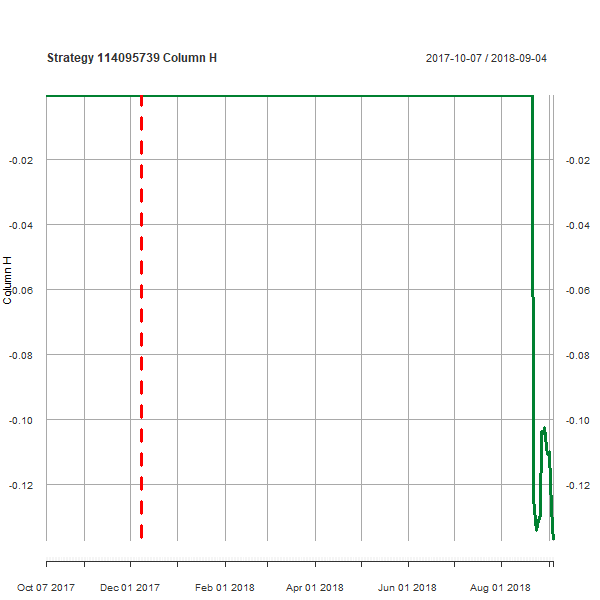 Strategy 114095739 Column H
2017-10-07 / 2018-09-04
-0.02
-0.04
-0.06
-0.08
-0.10
-0.12
Column H
-0.02
-0.04
-0.06
-0.08
-0.10
-0.12
Oct 07 2017
Dec 01 2017
Feb 01 2018
Apr 01 2018
Jun 01 2018
Aug 01 2018